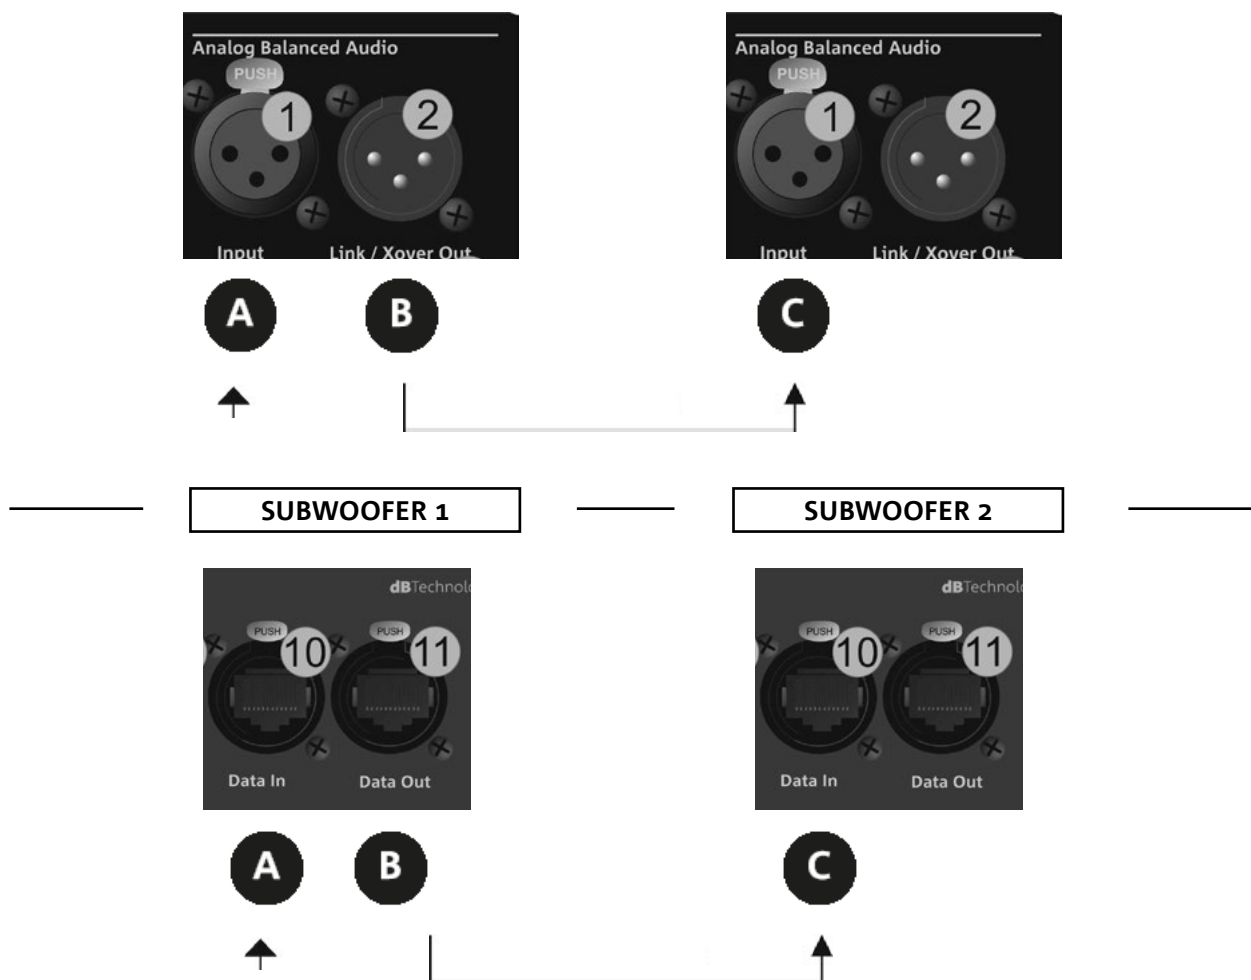 Analog Balanced Audio
Analog Balanced Audio
PUSH
PUSH
1
2
1
2
Input
Link / Xover Out
Input
Link / Xover Out
A
B
C
SUBWOOFER 1
SUBWOOFER 2
dBTechnol
dBTechnol
PUSH
PUSH
PUSH
PUSH
10
11
10
11
Data In
Data Out
Data In
Data Out
A
B
C